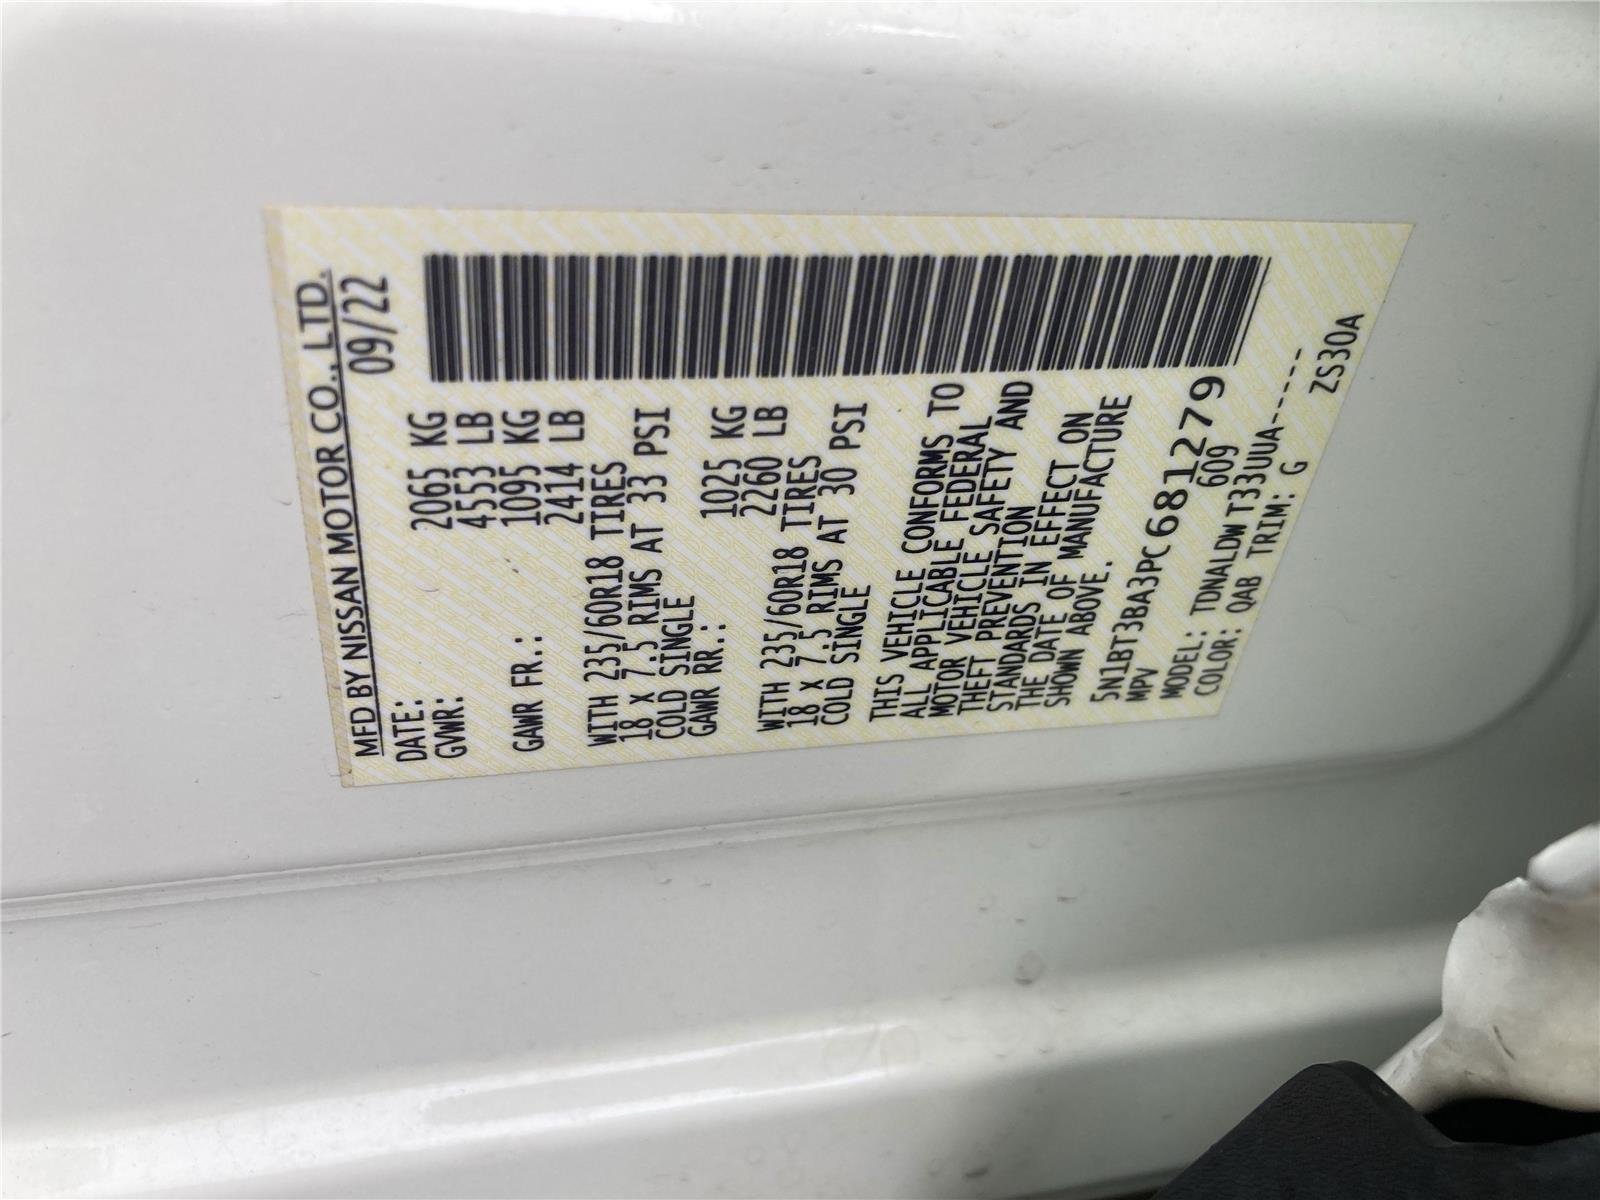 MFD BY NISSAN MOTOR CO., LTD.
DATE: 09/22
GVWR: 2065 KG
4553 LB
GAWR FR.: 1095 KG
2414 LB
WITH 235/60R18 TIRES
18 x 7.5 RIMS AT 33 PSI
COLD SINGLE
GAWR RR.: 1025 KG
2260 LB
WITH 235/60R18 TIRES
18 x 7.5 RIMS AT 30 PSI
COLD SINGLE
THIS VEHICLE CONFORMS TO
ALL APPLICABLE FEDERAL
MOTOR VEHICLE SAFETY AND
THEFT PREVENTION
STANDARDS IN EFFECT ON
THE DATE OF MANUFACTURE
SHOWN ABOVE.
5N1BT3BA3PC681279
MPV 609
MODEL: TDNALDW T33UUA------
COLOR: QAB TRIM: G
ZS30A